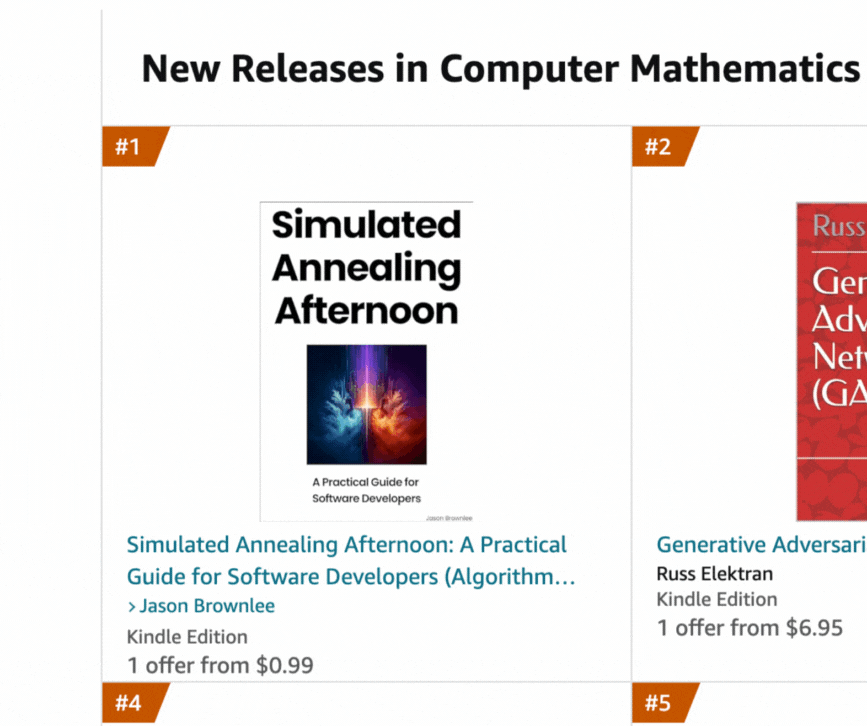 New Releases in Computer Mathematics
#1
Simulated
Annealing
Afternoon
A Practical Guide for
Software Developers
Jason Brownlee
Simulated Annealing Afternoon: A Practical
Guide for Software Developers (Algorithm...
› Jason Brownlee
Kindle Edition
1 offer from $0.99
#2
Russ
Gen
Adv
Net
(GA
Generative Adversari
Russ Elektran
Kindle Edition
1 offer from $6.95
#4
#5